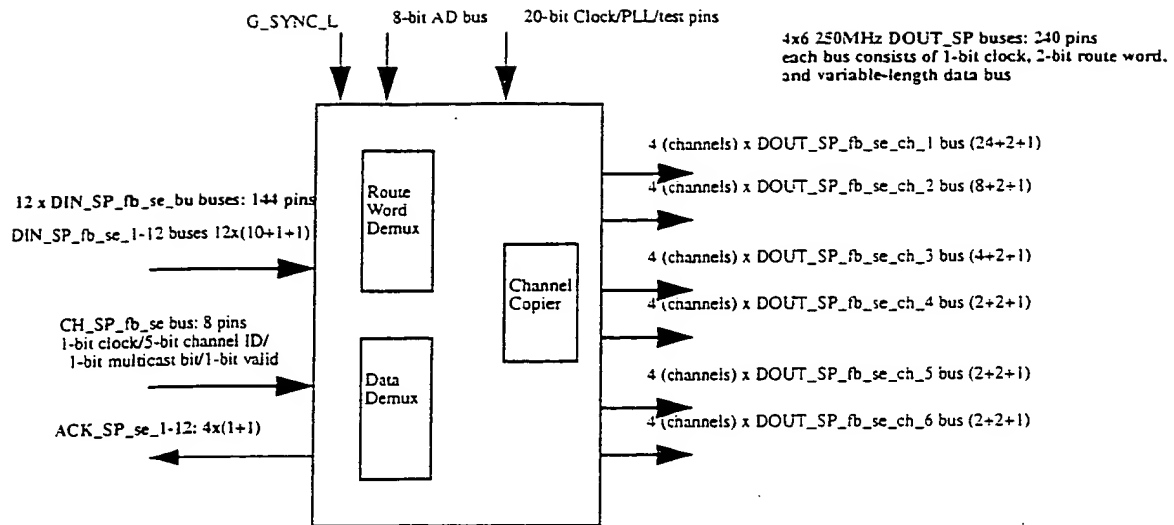 G_SYNC_L
8-bit AD bus
20-bit Clock/PLL/test pins
4x6 250MHz DOUT_SP buses: 240 pins
each bus consists of 1-bit clock, 2-bit route word,
and variable-length data bus
12 x DIN_SP_fb_se_bu buses: 144 pins
DIN_SP_fb_se_1-12 buses 12x(10+1+1)
CH_SP_fb_se bus: 8 pins
1-bit clock/5-bit channel ID/
1-bit multicast bit/1-bit valid
ACK_SP_se_1-12: 4x(1+1)
Route
Word
Demux
Data
Demux
Channel
Copier
4 (channels) x DOUT_SP_fb_se_ch_1 bus (24+2+1)
4 (channels) x DOUT_SP_fb_se_ch_2 bus (8+2+1)
4 (channels) x DOUT_SP_fb_se_ch_3 bus (4+2+1)
4 (channels) x DOUT_SP_fb_se_ch_4 bus (2+2+1)
4 (channels) x DOUT_SP_fb_se_ch_5 bus (2+2+1)
4 (channels) x DOUT_SP_fb_se_ch_6 bus (2+2+1)